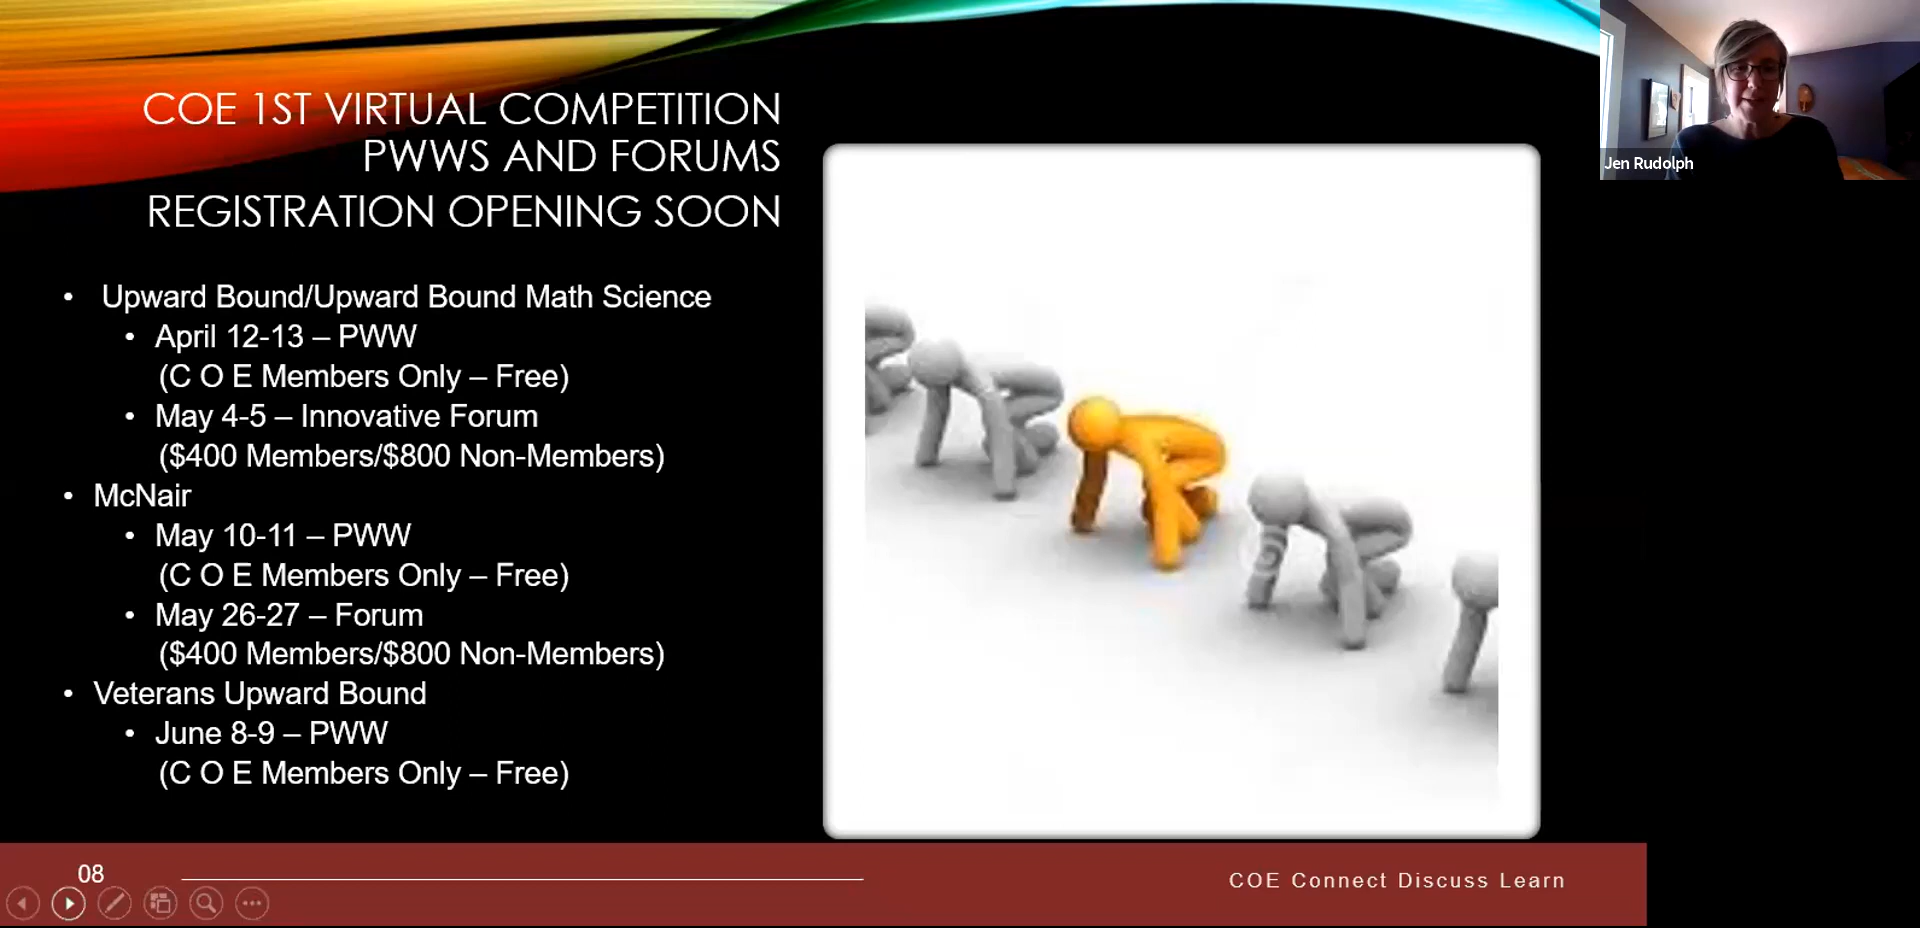 COE 1ST VIRTUAL COMPETITION
PWWS AND FORUMS
REGISTRATION OPENING SOON
• Upward Bound/Upward Bound Math Science
• April 12-13 – PWW
(C O E Members Only – Free)
• May 4-5 – Innovative Forum
($400 Members/$800 Non-Members)
• McNair
• May 10-11 – PWW
(C O E Members Only – Free)
• May 26-27 – Forum
($400 Members/$800 Non-Members)
• Veterans Upward Bound
• June 8-9 – PWW
(C O E Members Only – Free)
08
COE Connect Discuss Learn
Jen Rudolph